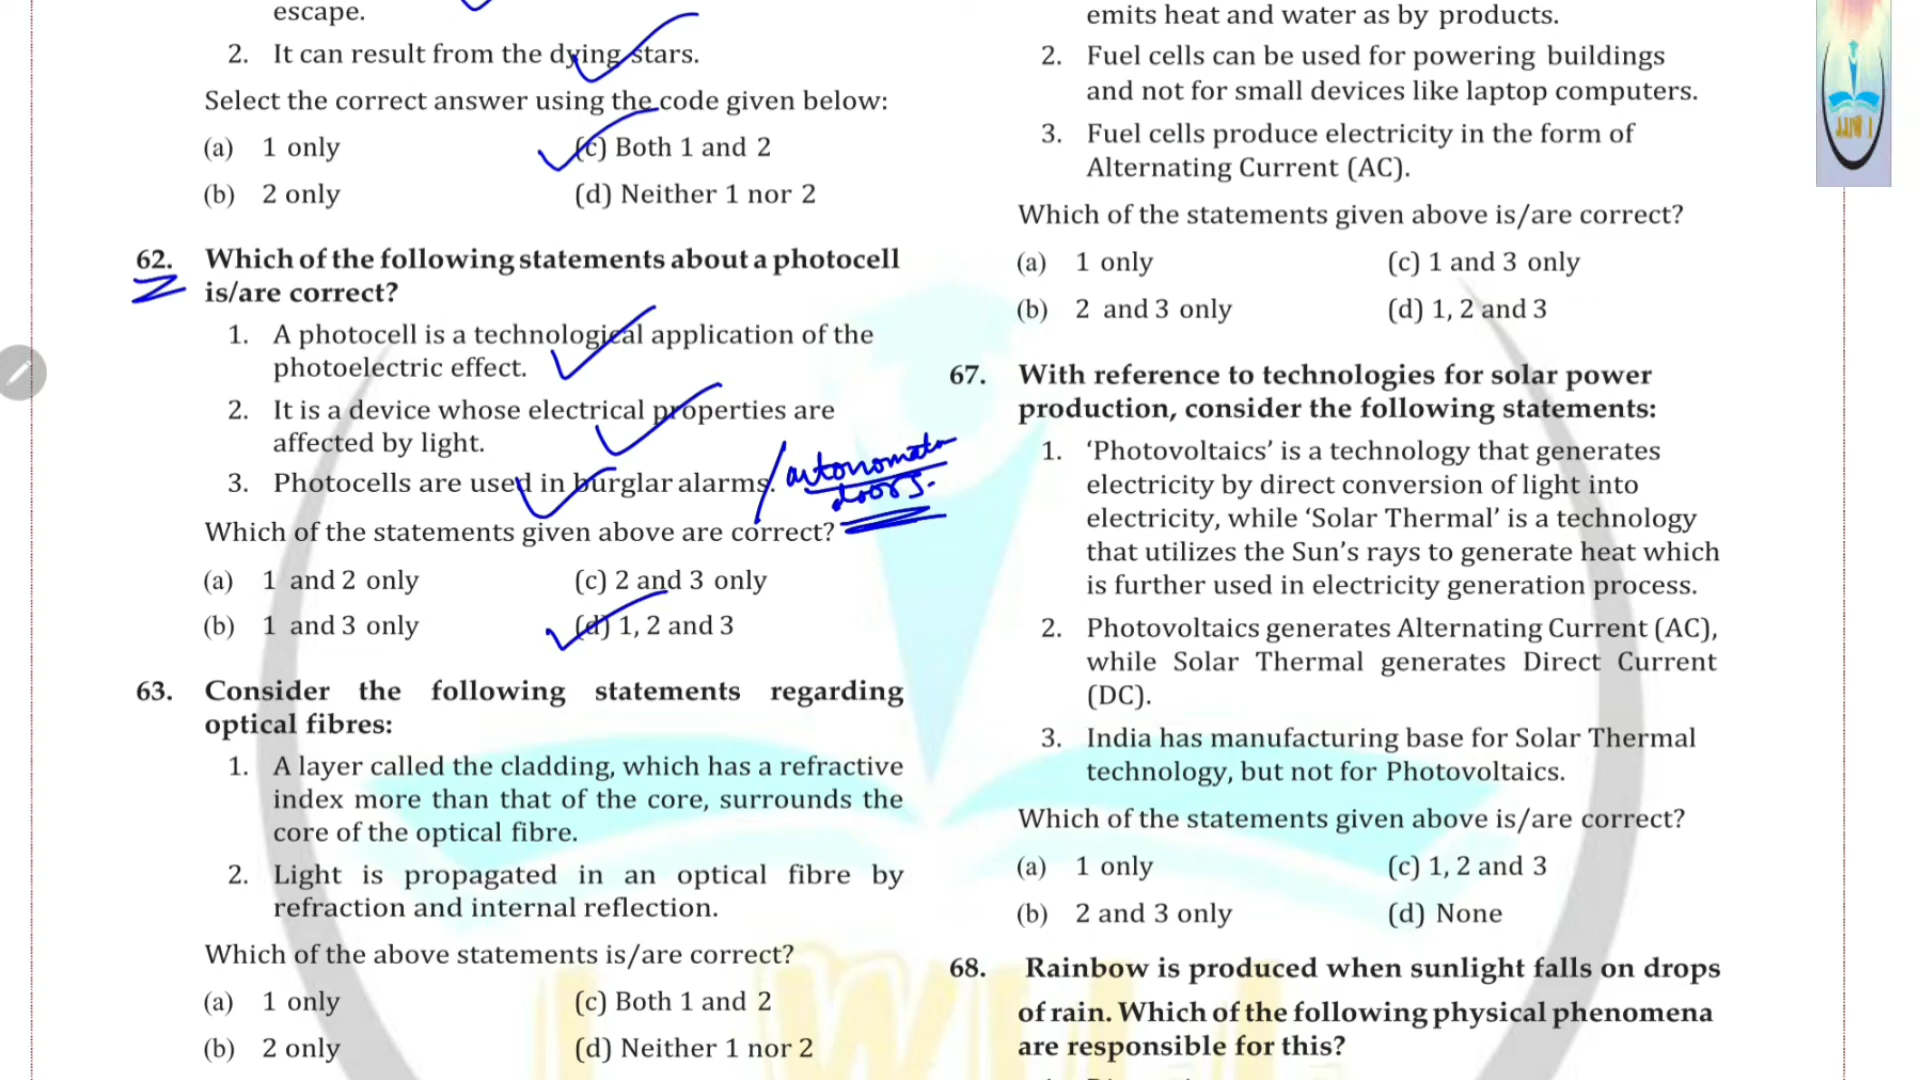 escape.
2. It can result from the dying stars.
Select the correct answer using the code given below:
(a) 1 only
(c) Both 1 and 2
(b) 2 only
(d) Neither 1 nor 2
62. Which of the following statements about a photocell
is/are correct?
1. A photocell is a technological application of the
photoelectric effect.
2. It is a device whose electrical properties are
affected by light.
3. Photocells are used in burglar alarms.
doors.
Which of the statements given above are correct?
(a) 1 and 2 only
(c) 2 and 3 only
(b) 1 and 3 only
(d) 1, 2 and 3
63. Consider the following statements regarding
optical fibres:
1. A layer called the cladding, which has a refractive
index more than that of the core, surrounds the
core of the optical fibre.
2. Light is propagated in an optical fibre by
refraction and internal reflection.
Which of the above statements is/are correct?
(a) 1 only
(c) Both 1 and 2
(b) 2 only
(d) Neither 1 nor 2
emits heat and water as by products.
2. Fuel cells can be used for powering buildings
and not for small devices like laptop computers.
3. Fuel cells produce electricity in the form of
Alternating Current (AC).
Which of the statements given above is/are correct?
(a) 1 only
(c) 1 and 3 only
(b) 2 and 3 only
(d) 1, 2 and 3
67. With reference to technologies for solar power
production, consider the following statements:
1. ‘Photovoltaics’ is a technology that generates
electricity by direct conversion of light into
electricity, while ‘Solar Thermal’ is a technology
that utilizes the Sun’s rays to generate heat which
is further used in electricity generation process.
2. Photovoltaics generates Alternating Current (AC),
while Solar Thermal generates Direct Current
(DC).
3. India has manufacturing base for Solar Thermal
technology, but not for Photovoltaics.
Which of the statements given above is/are correct?
(a) 1 only
(c) 1, 2 and 3
(b) 2 and 3 only
(d) None
68. Rainbow is produced when sunlight falls on drops
of rain. Which of the following physical phenomena
are responsible for this?